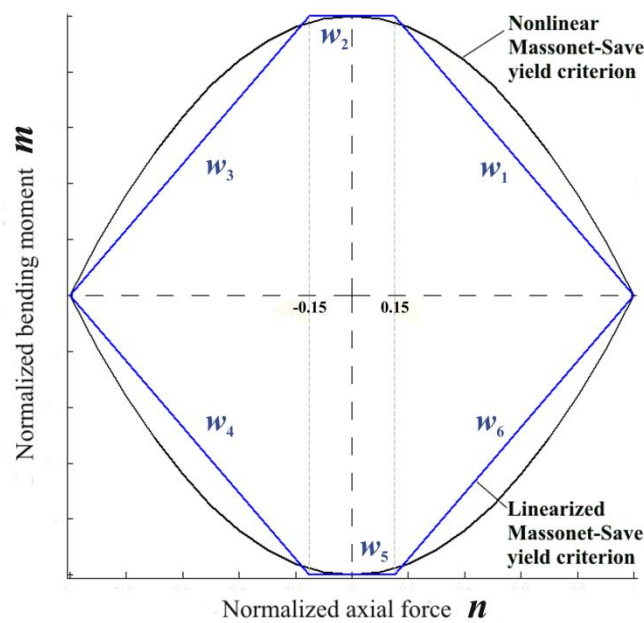 w2
Nonlinear
Massonet-Save
yield criterion
w3
w1
Normalized bending moment m
-0.15
0.15
w4
w6
w5
Linearized
Massonet-Save
yield criterion
Normalized axial force n